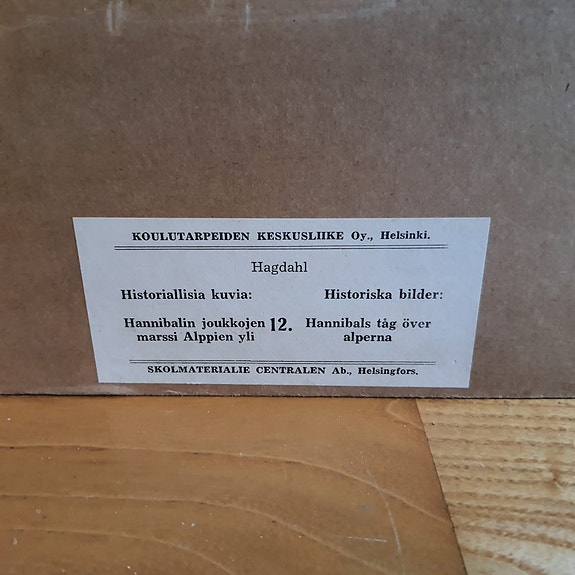 KOULUTARPEIDEN KESKUSLIIKE Oy., Helsinki.
Hagdahl
Historiallisia kuvia: Historiska bilder:
Hannibalin joukkojen 12. Hannibals tåg över
marssi Alppien yli alperna
SKOLMATERIALIE CENTRALEN Ab., Helsingfors.